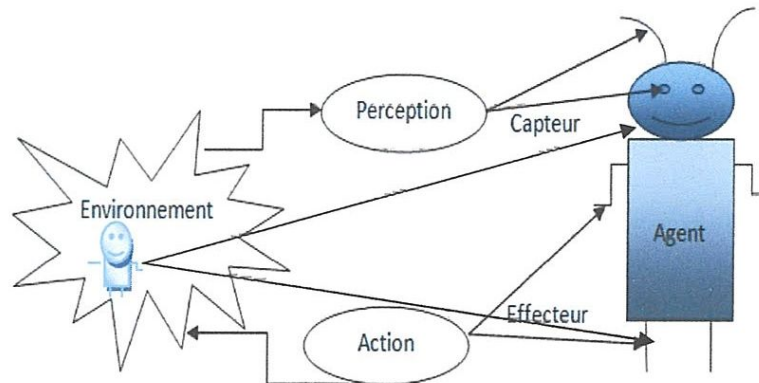 Perception
Capteur
Environnement
Agent
Effecteur
Action